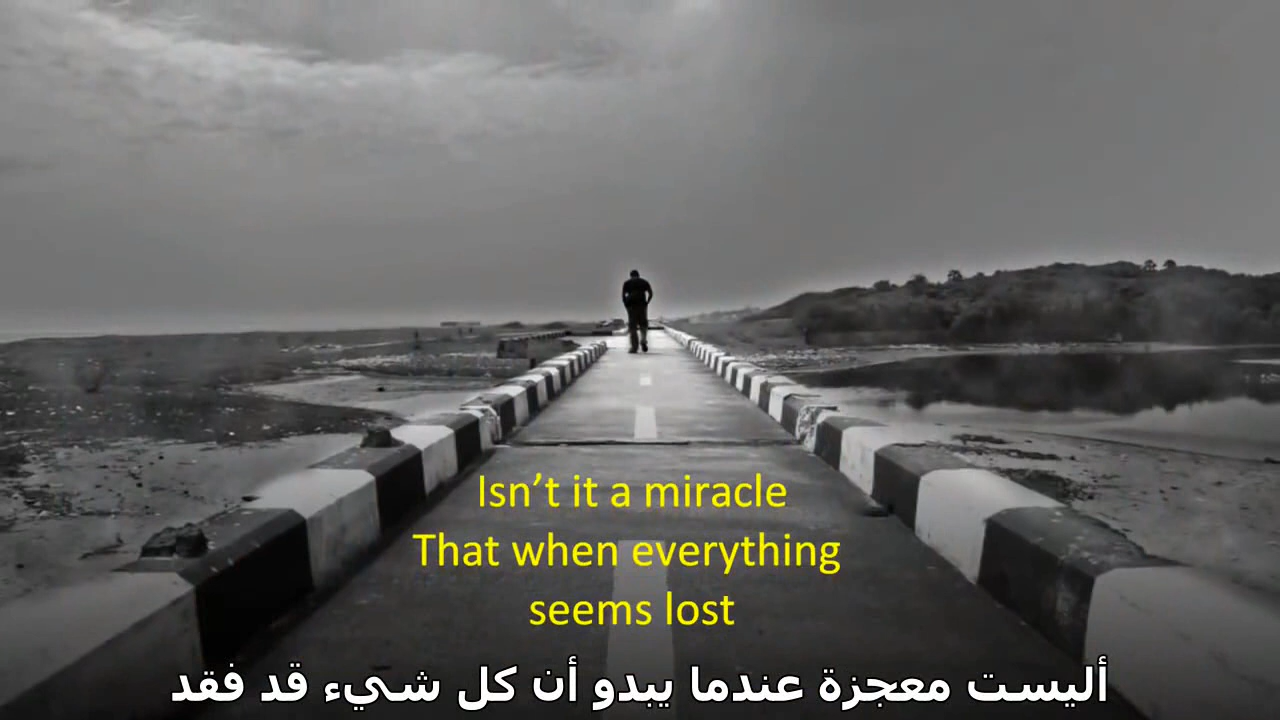 Isn’t it a miracle
That when everything
seems lost
أليست معجزة عندما يبدو أن كل شيء قد فقد